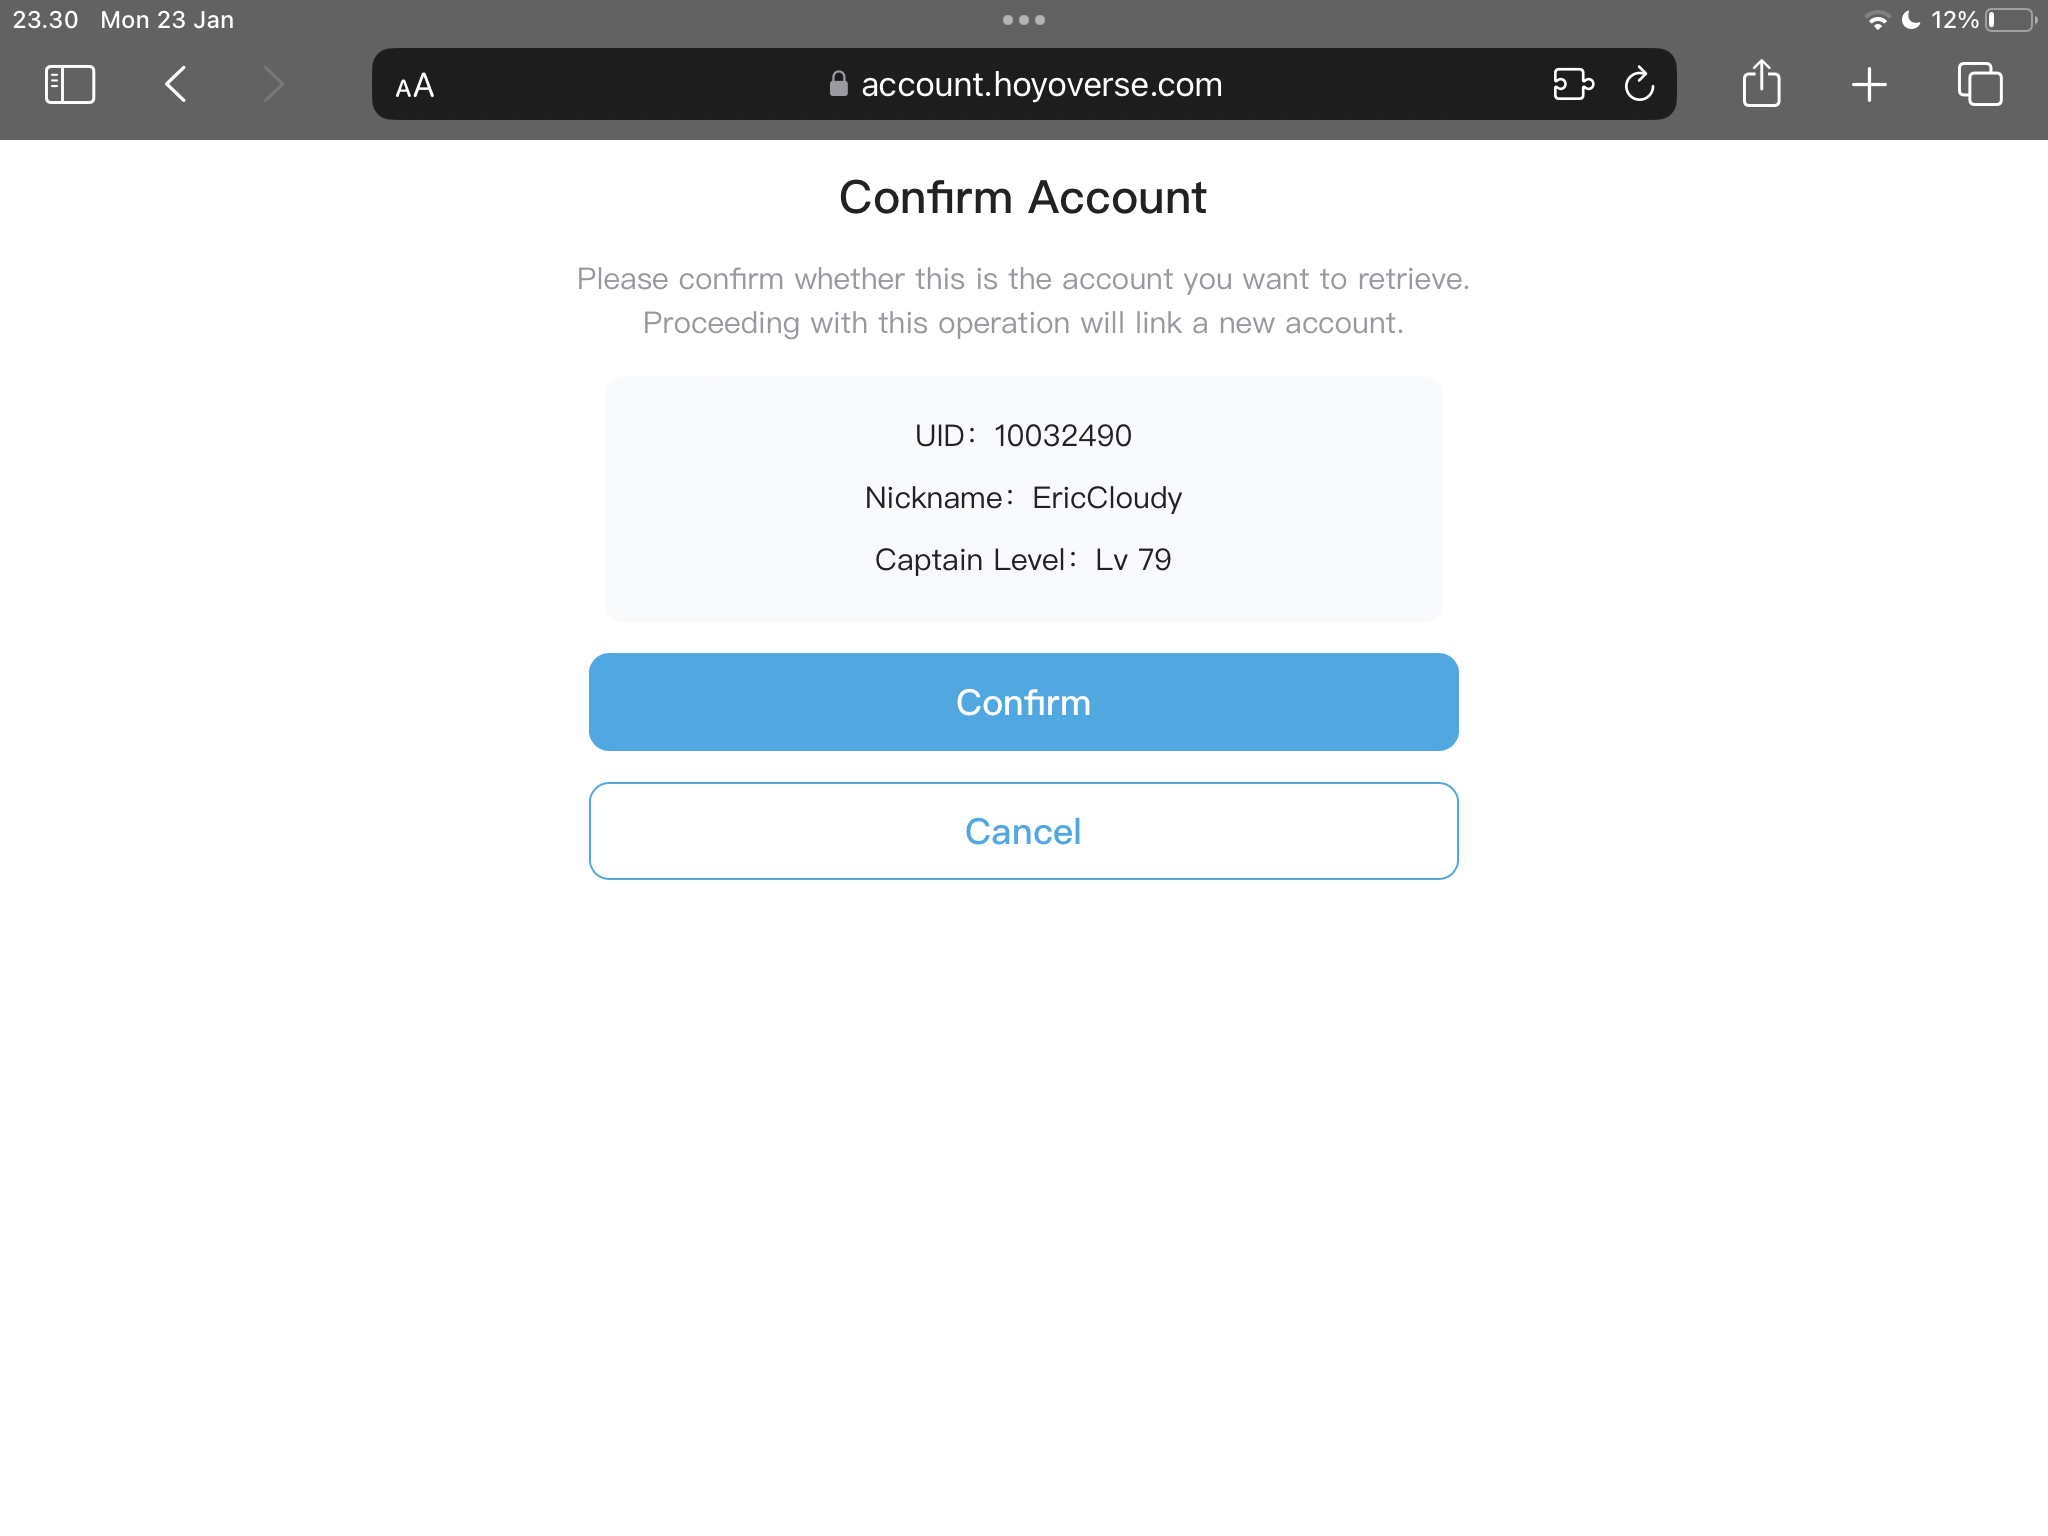 23.30 Mon 23 Jan
12%
AA account.hoyoverse.com
Confirm Account
Please confirm whether this is the account you want to retrieve.
Proceeding with this operation will link a new account.
UID：10032490
Nickname：EricCloudy
Captain Level：Lv 79
Confirm
Cancel